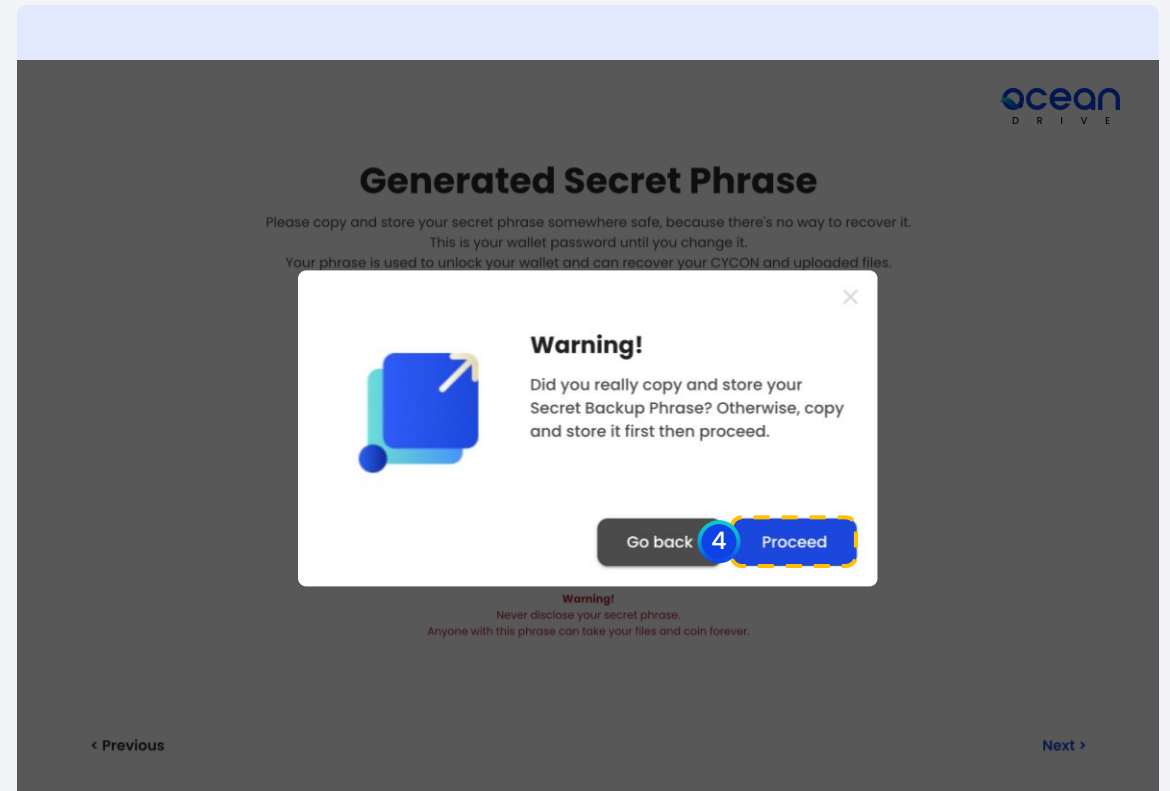 ocean
DRIVE
Generated Secret Phrase
Please copy and store your secret phrase somewhere safe, because there's no way to recover it.
This is your wallet password until you change it.
Your phrase is used to unlock your wallet and can recover your CYCON and uploaded files.
Warning!
Did you really copy and store your
Secret Backup Phrase? Otherwise, copy
and store it first then proceed.
Go back 4 Proceed
Warning!
Never disclose your secret phrase.
Anyone with this phrase can take your files and coin forever.
< Previous
Next >